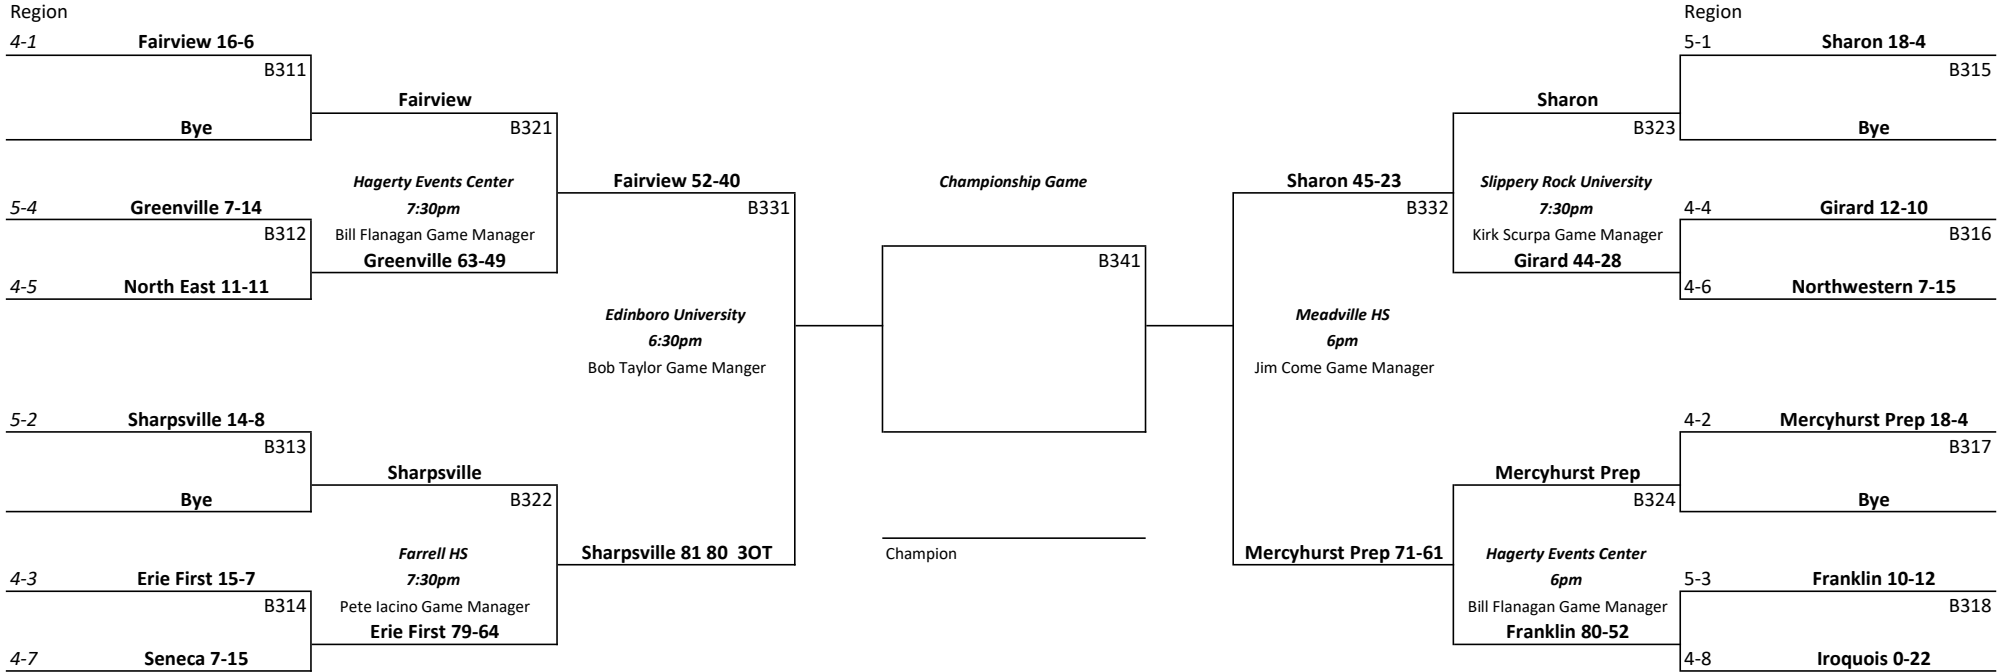 Region
4-1 Fairview 16-6
B311
Bye
Fairview
B321
5-4 Greenville 7-14
B312
4-5 North East 11-11
Hagerty Events Center
7:30pm
Bill Flanagan Game Manager
Greenville 63-49
Fairview 52-40
B331
Edinboro University
6:30pm
Bob Taylor Game Manger
5-2 Sharpsville 14-8
B313
Bye
Sharpsville
B322
4-3 Erie First 15-7
B314
4-7 Seneca 7-15
Farrell HS
7:30pm
Pete Iacino Game Manager
Erie First 79-64
Sharpsville 81 80 3OT
Championship Game
B341
Champion
Sharon 45-23
B332
Meadville HS
6pm
Jim Come Game Manager
Mercyhurst Prep 71-61
Sharon
B323
Slippery Rock University
7:30pm
Kirk Scurpa Game Manager
Girard 44-28
Mercyhurst Prep
B324
Hagerty Events Center
6pm
Bill Flanagan Game Manager
Franklin 80-52
Region
5-1 Sharon 18-4
B315
Bye
4-4 Girard 12-10
B316
4-6 Northwestern 7-15
4-2 Mercyhurst Prep 18-4
B317
Bye
5-3 Franklin 10-12
B318
4-8 Iroquois 0-22